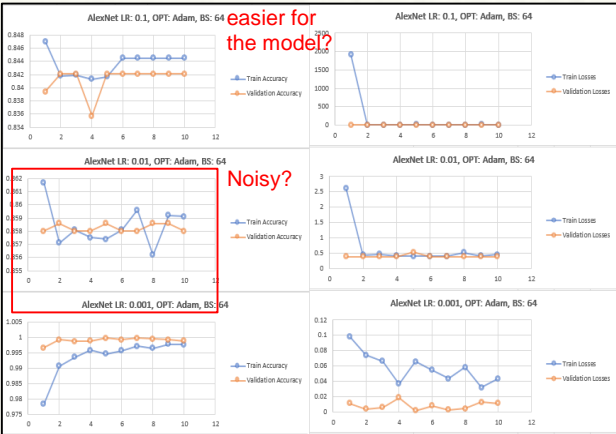 AlexNet LR: 0.1, OPT: Adam, BS: 64
easier for
the model?
0.848
0.846
0.844
0.842
0.84
0.838
0.836
0.834
0 2 4 6 8 10 12
Train Accuracy
Validation Accuracy
AlexNet LR: 0.1, OPT: Adam, BS: 64
2500
2000
1500
1000
500
0
0 2 4 6 8 10 12
Train Losses
Validation Losses
AlexNet LR: 0.01, OPT: Adam, BS: 64
Noisy?
0.862
0.861
0.86
0.859
0.858
0.857
0.856
0.855
0 2 4 6 8 10 12
Train Accuracy
Validation Accuracy
AlexNet LR: 0.01, OPT: Adam, BS: 64
3
2.5
2
1.5
1
0.5
0
0 2 4 6 8 10 12
Train Losses
Validation Losses
AlexNet LR: 0.001, OPT: Adam, BS: 64
1.005
1
0.995
0.99
0.985
0.98
0.975
0 2 4 6 8 10 12
Train Accuracy
Validation Accuracy
AlexNet LR: 0.001, OPT: Adam, BS: 64
0.12
0.1
0.08
0.06
0.04
0.02
0
0 2 4 6 8 10 12
Train Losses
Validation Losses